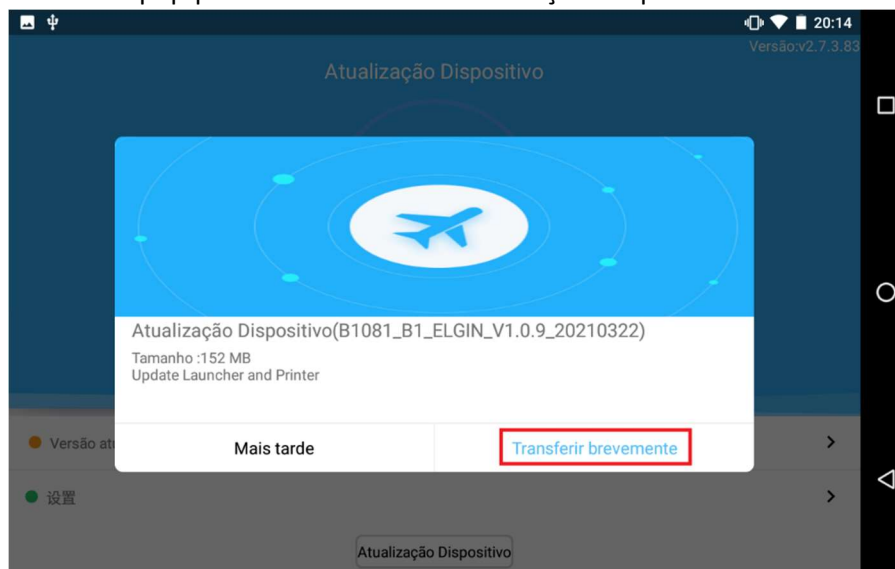 20:14
Versão:v2.7.3.83
Atualização Dispositivo
Atualização Dispositivo(B1081_B1_ELGIN_V1.0.9_20210322)
Tamanho :152 MB
Update Launcher and Printer
Versão
Mais tarde
Transferir brevemente
设置
Atualização Dispositivo